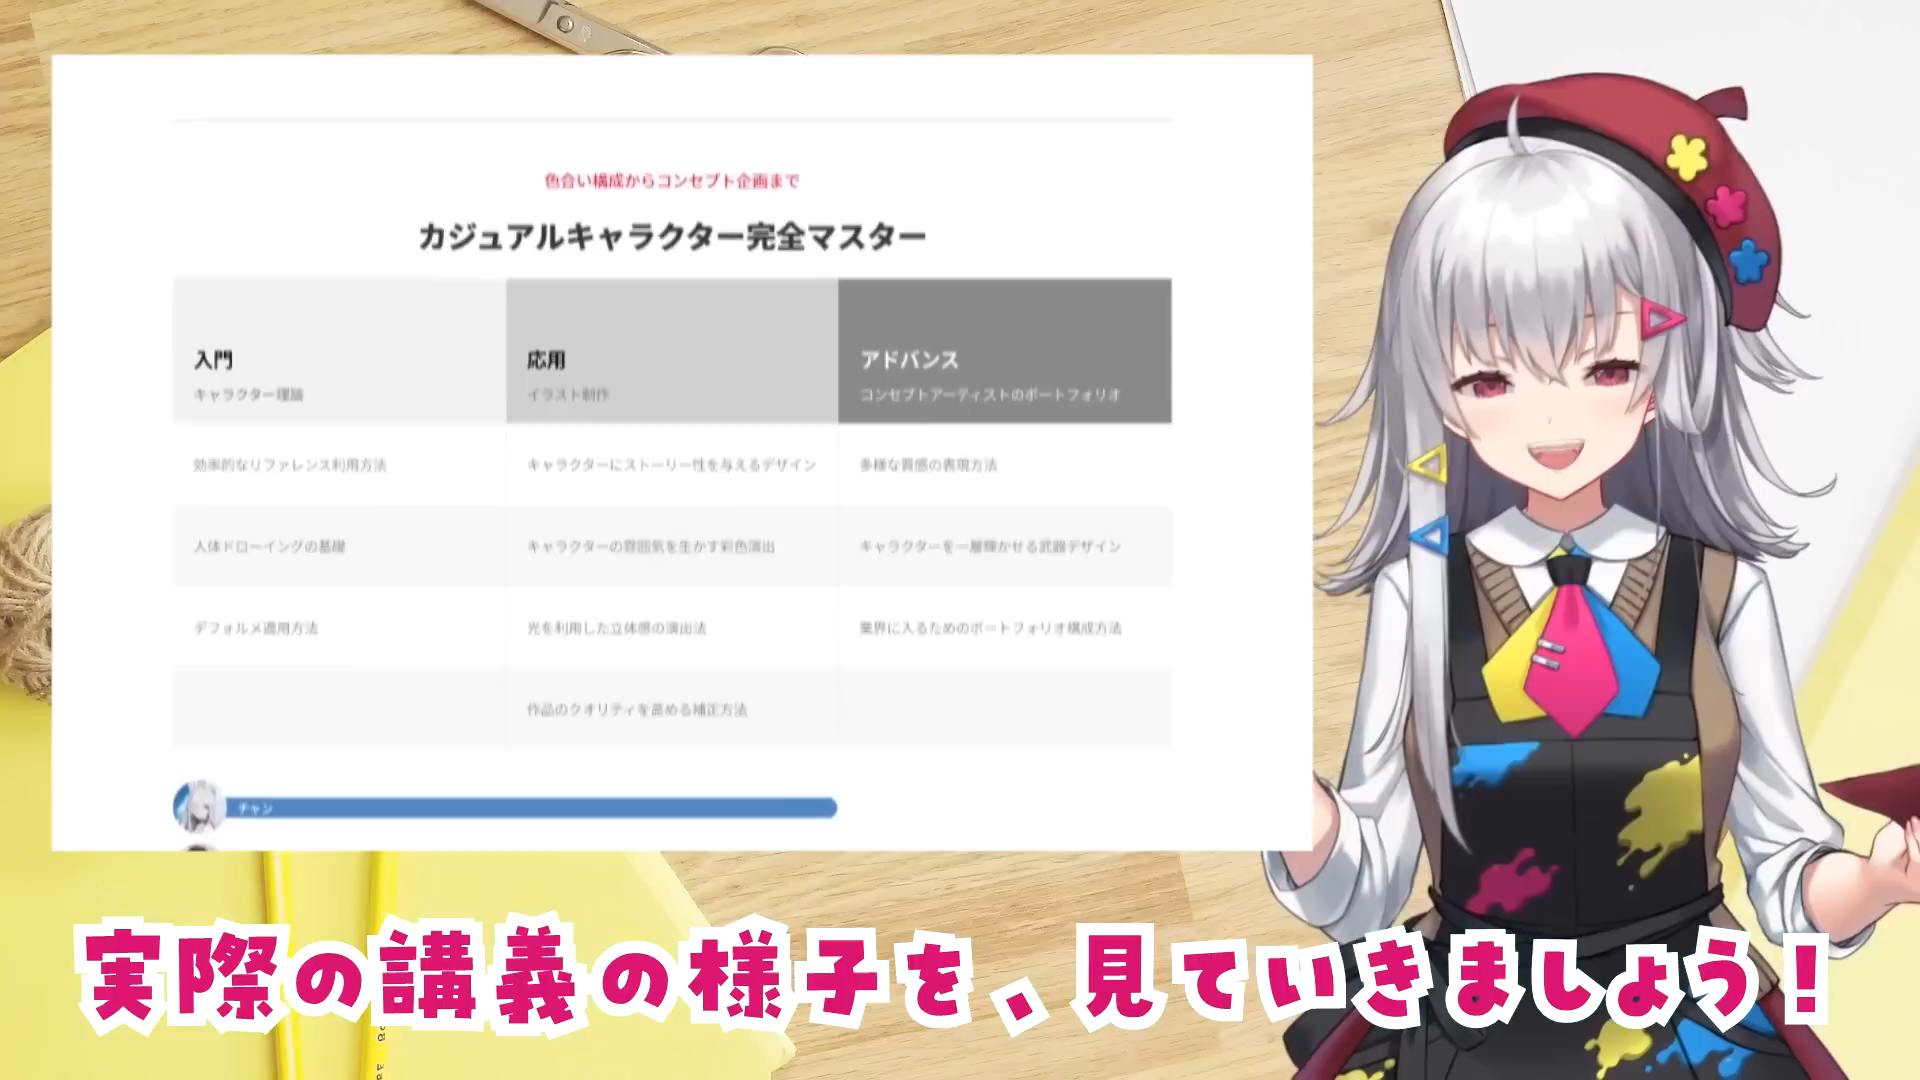 色合い構成からコンセプト企画まで
カジュアルキャラクター完全マスター
入門
キャラクター理論
応用
イラスト制作
アドバンス
コンセプトアーティストのポートフォリオ
効率的なリファレンス利用方法
キャラクターにストーリー性を与えるデザイン
多様な質感の表現方法
人体ドローイングの基礎
キャラクターの雰囲気を生かす彩色演出
キャラクターを一層輝かせる武器デザイン
デフォルメ適用方法
光を利用した立体感の演出法
業界に入るためのポートフォリオ構成方法
作品のクオリティを高める補正方法
チャン
実際の講義の様子を、見ていきましょう!